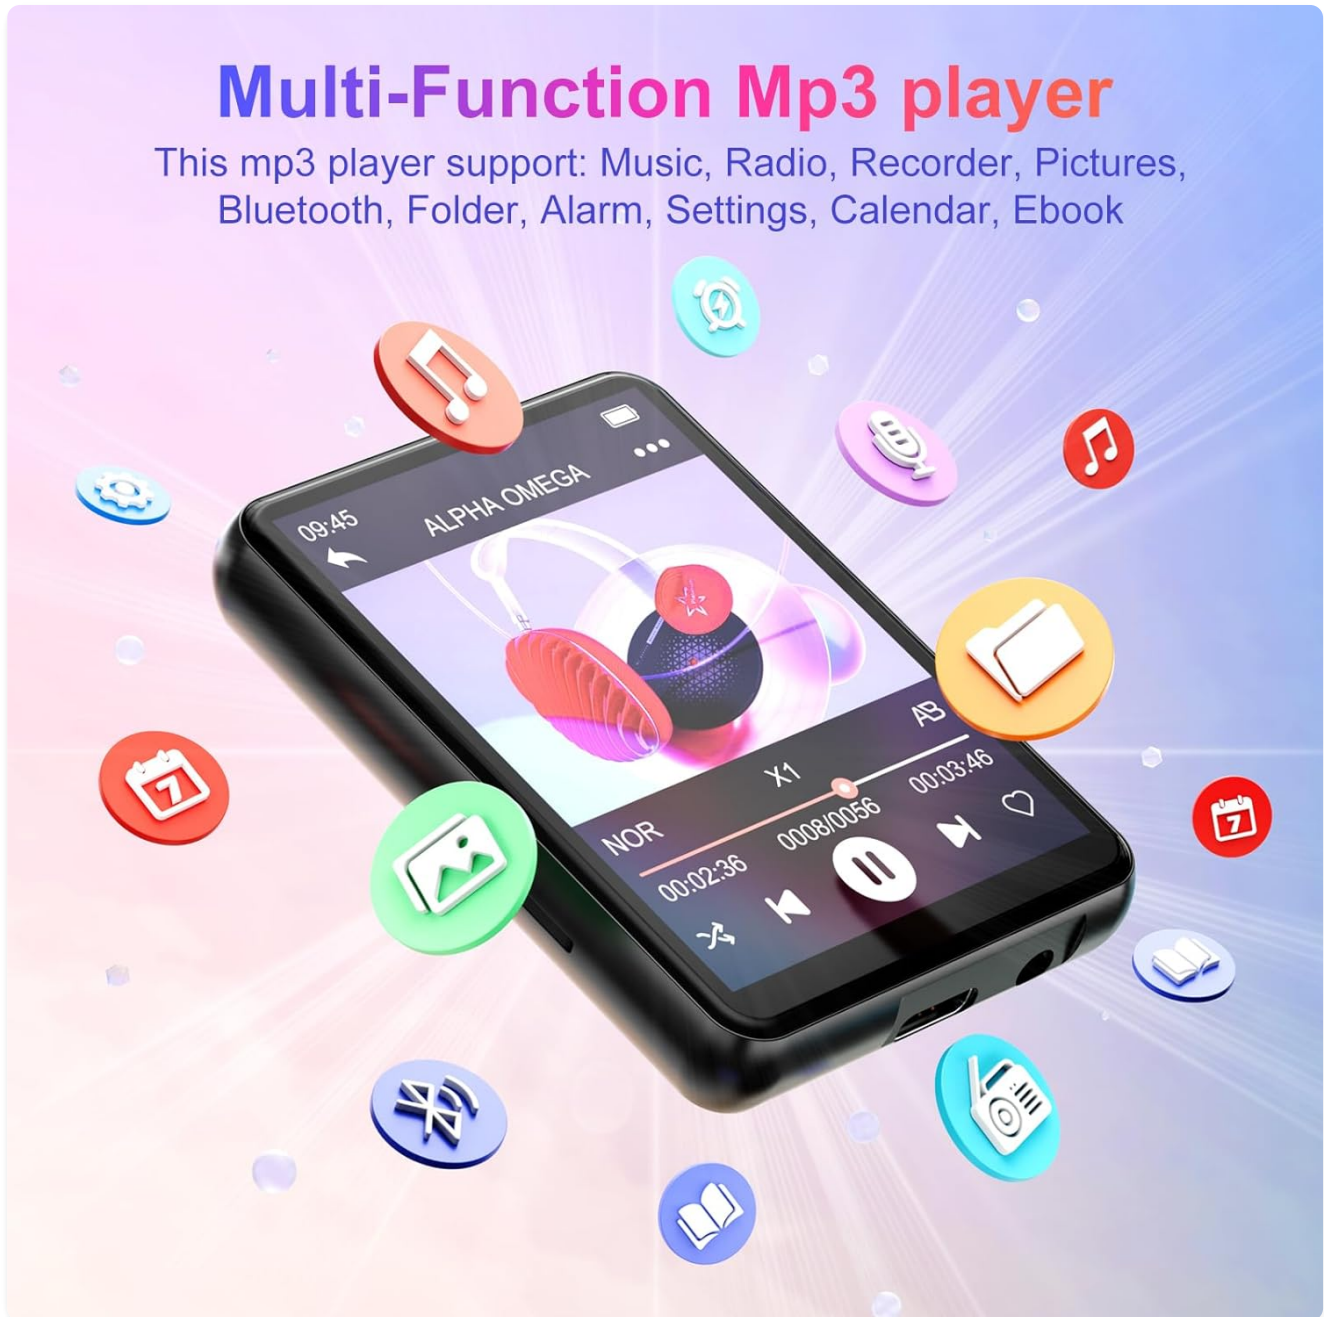 Multi-Function Mp3 player
This mp3 player support: Music, Radio, Recorder, Pictures,
Bluetooth, Folder, Alarm, Settings, Calendar, Ebook
09:45
ALPHA OMEGA
X1
AB
NOR
00:02:36
0008/0056
00:03:46
7
7